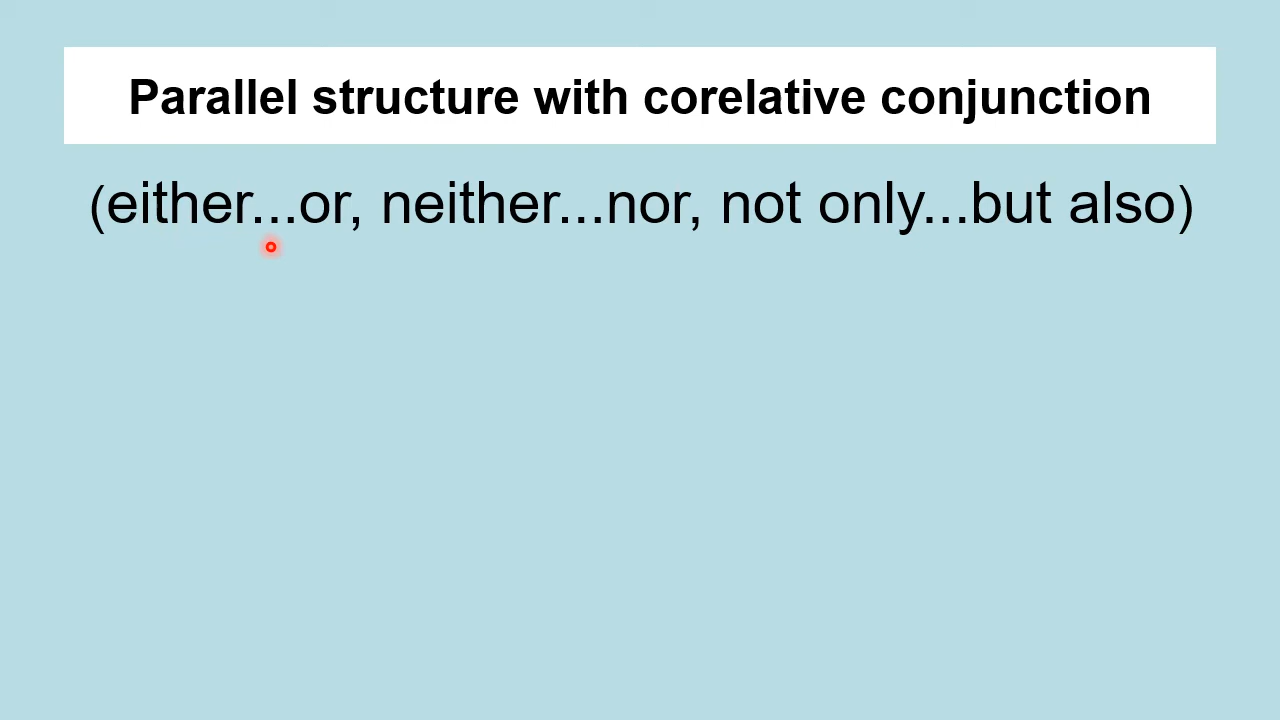 Parallel structure with corelative conjunction
(either...or, neither...nor, not only...but also)